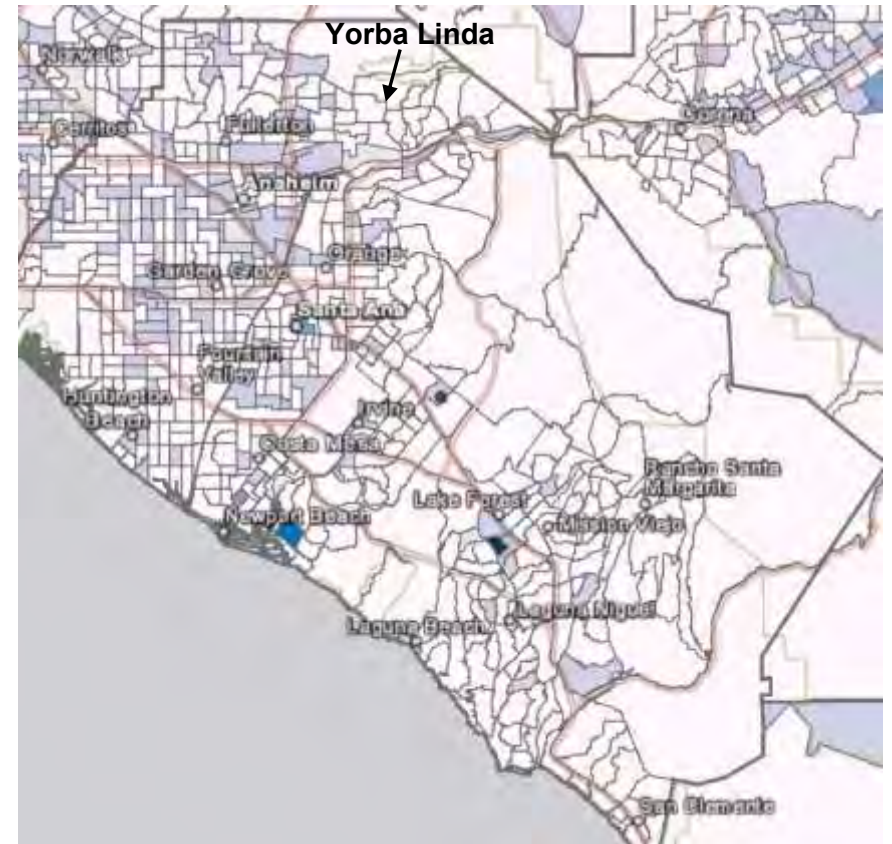 Yorba Linda
Norwalk
Corona
Cerritos
Fullerton
Anaheim
Orange
Garden Grove
Santa Ana
Fountain
Valley
Huntington
Beach
Irvine
Costa Mesa
Rancho Santa
Margarita
Lake Forest
Newport Beach
Mission Viejo
Laguna Niguel
Laguna Beach
San Clemente